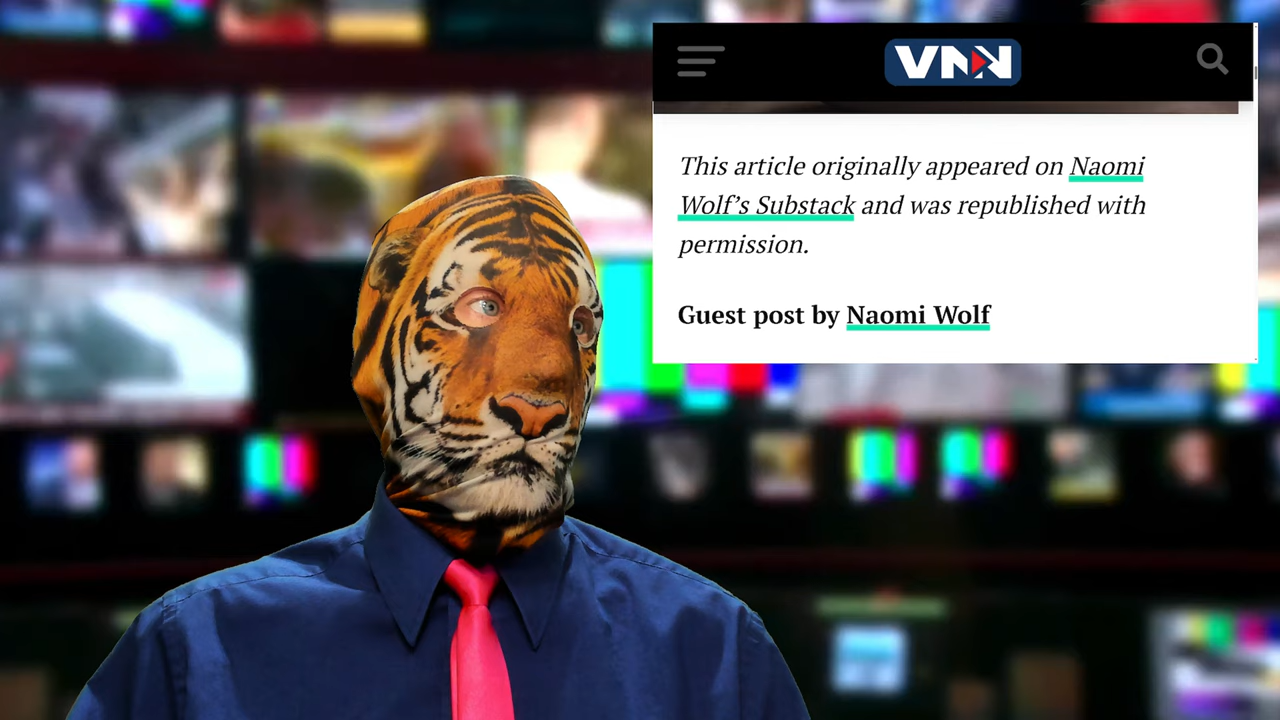 VNN
This article originally appeared on Naomi
Wolf’s Substack and was republished with
permission.
Guest post by Naomi Wolf